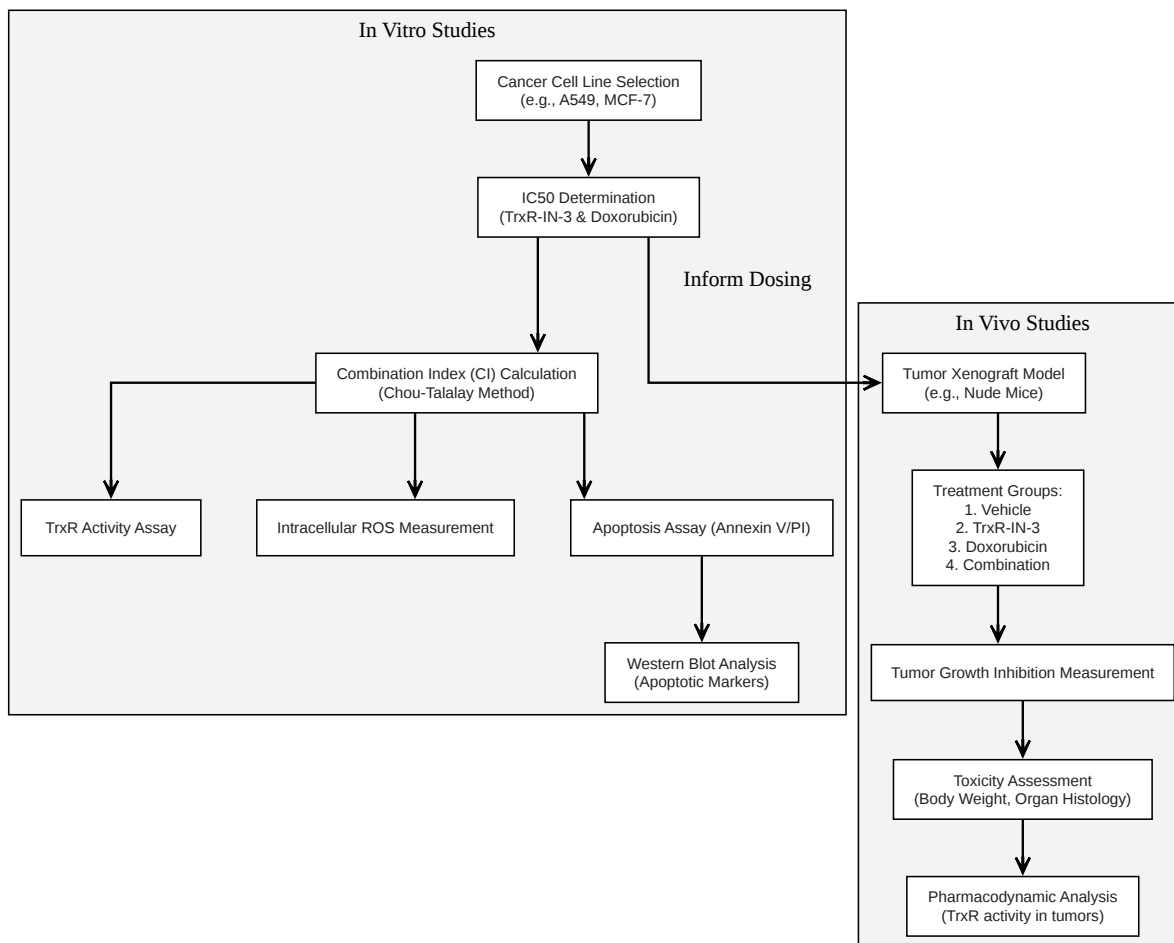 In Vitro Studies
Cancer Cell Line Selection
(e.g., A549, MCF-7)
IC50 Determination
(TrxR-IN-3 & Doxorubicin)
Inform Dosing
Combination Index (CI) Calculation
(Chou-Talalay Method)
TrxR Activity Assay
Intracellular ROS Measurement
Apoptosis Assay (Annexin V/PI)
Western Blot Analysis
(Apoptotic Markers)
In Vivo Studies
Tumor Xenograft Model
(e.g., Nude Mice)
Treatment Groups:
1. Vehicle
2. TrxR-IN-3
3. Doxorubicin
4. Combination
Tumor Growth Inhibition Measurement
Toxicity Assessment
(Body Weight, Organ Histology)
Pharmacodynamic Analysis
(TrxR activity in tumors)